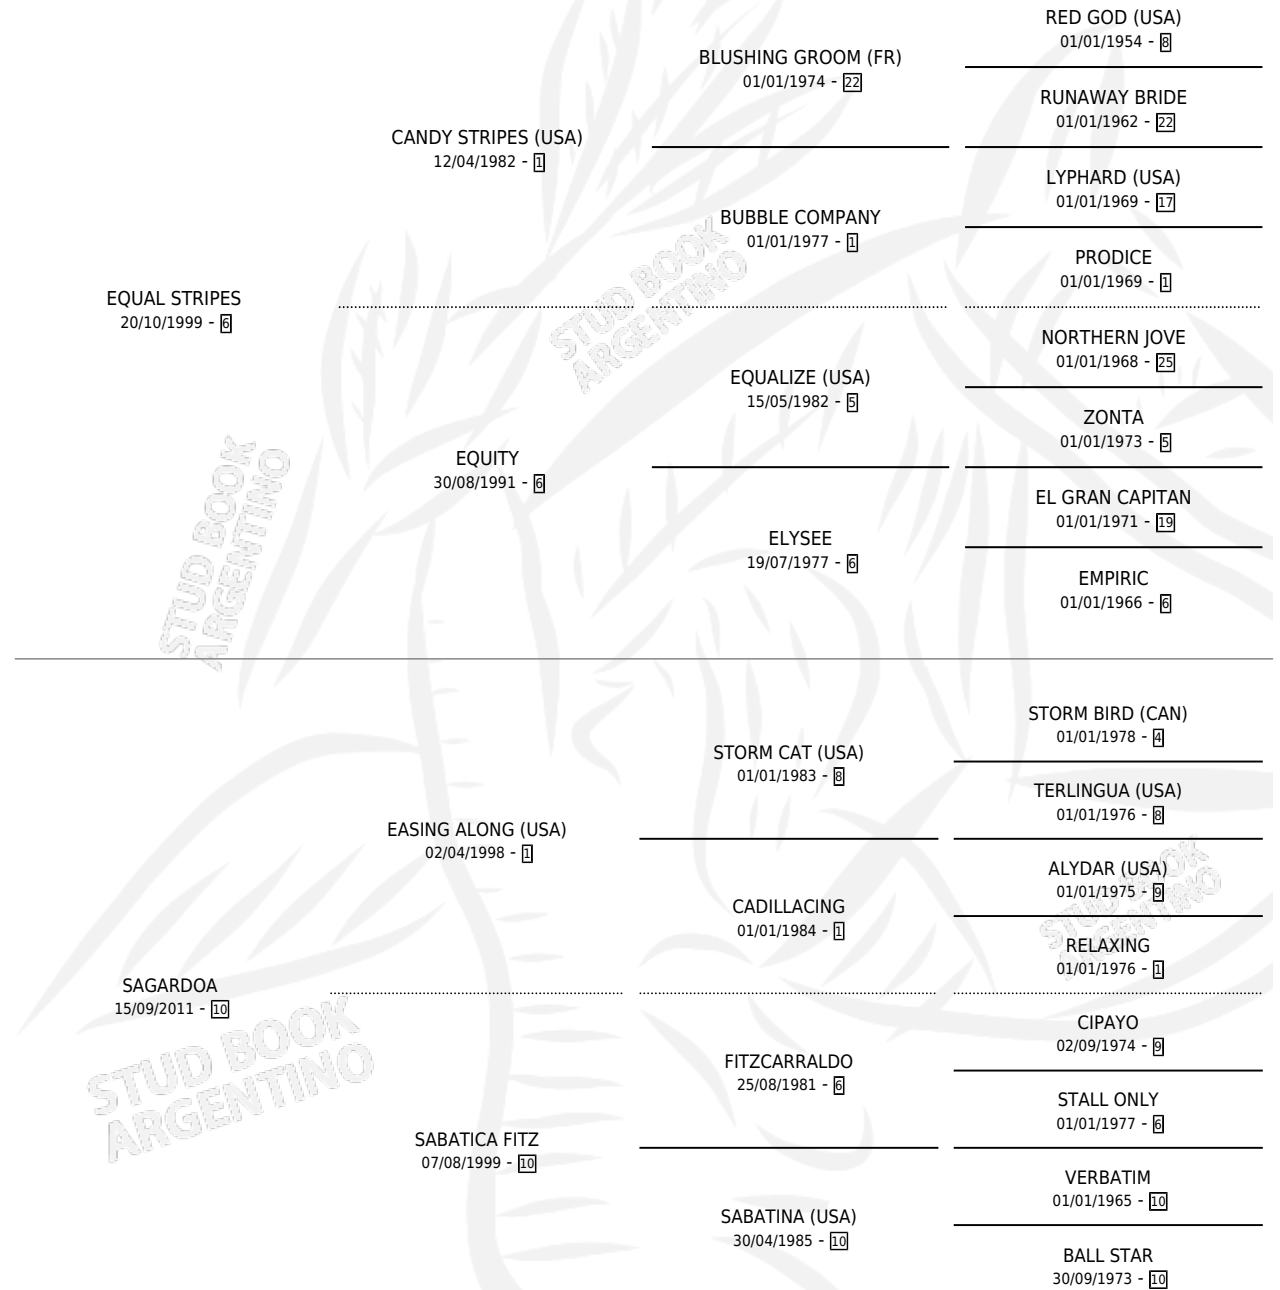 RED GOD (USA)
01/01/1954 - 8
BLUSHING GROOM (FR)
01/01/1974 - 22
RUNAWAY BRIDE
01/01/1962 - 22
CANDY STRIPES (USA)
12/04/1982 - 1
LYPHARD (USA)
01/01/1969 - 17
BUBBLE COMPANY
01/01/1977 - 1
PRODICE
01/01/1969 - 1
EQUAL STRIPES
20/10/1999 - 6
NORTHERN JOVE
01/01/1968 - 25
EQUALIZE (USA)
15/05/1982 - 5
ZONTA
01/01/1973 - 5
EQUITY
30/08/1991 - 6
EL GRAN CAPITAN
01/01/1971 - 19
ELYSEE
19/07/1977 - 6
EMPIRIC
01/01/1966 - 6
STUD BOOK
ARGENTINO
STUD BOOK
ARGENTINO
STORM BIRD (CAN)
01/01/1978 - 4
STORM CAT (USA)
01/01/1983 - 8
TERLINGUA (USA)
01/01/1976 - 8
EASING ALONG (USA)
02/04/1998 - 1
ALYDAR (USA)
01/01/1975 - 9
CADILLACING
01/01/1984 - 1
RELAXING
01/01/1976 - 1
SAGARDOA
15/09/2011 - 10
CIPAYO
02/09/1974 - 9
FITZCARRALDO
25/08/1981 - 6
STALL ONLY
01/01/1977 - 6
SABATICA FITZ
07/08/1999 - 10
VERBATIM
01/01/1965 - 10
SABATINA (USA)
30/04/1985 - 10
BALL STAR
30/09/1973 - 10
STUD BOOK
ARGENTINO
STUD BOOK
ARGENTINO